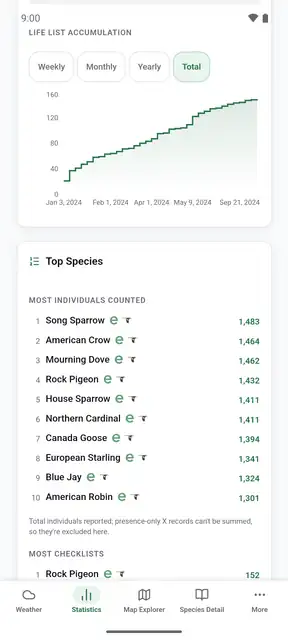 9:00
LIFE LIST ACCUMULATION
Weekly Monthly Yearly Total
160
120
80
40
0
Jan 3, 2024 Feb 1, 2024 Apr 1, 2024 May 9, 2024 Sep 21, 2024
Top Species
MOST INDIVIDUALS COUNTED
1 Song Sparrow e 1,483
2 American Crow e 1,464
3 Mourning Dove e 1,462
4 Rock Pigeon e 1,432
5 House Sparrow e 1,411
6 Northern Cardinal e 1,411
7 Canada Goose e 1,394
8 European Starling e 1,341
9 Blue Jay e 1,324
10 American Robin e 1,301
Total individuals reported; presence-only X records can't be summed,
so they're excluded here.
MOST CHECKLISTS
1 Rock Pigeon e 152
Weather Statistics Map Explorer Species Detail More